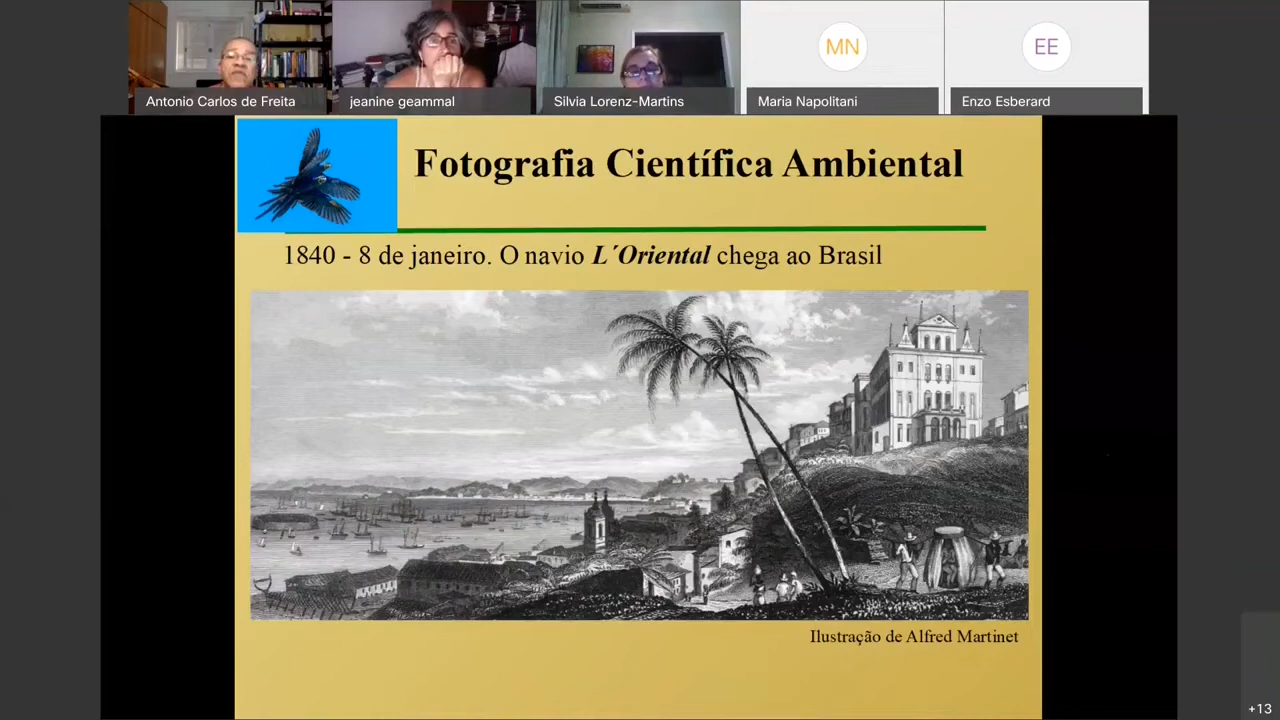 Antonio Carlos de Freita
jeanine geammal
Silvia Lorenz-Martins
MN
Maria Napolitani
EE
Enzo Esberard
Fotografia Científica Ambiental
1840 - 8 de janeiro. O navio L´Oriental chega ao Brasil
Ilustração de Alfred Martinet
+13